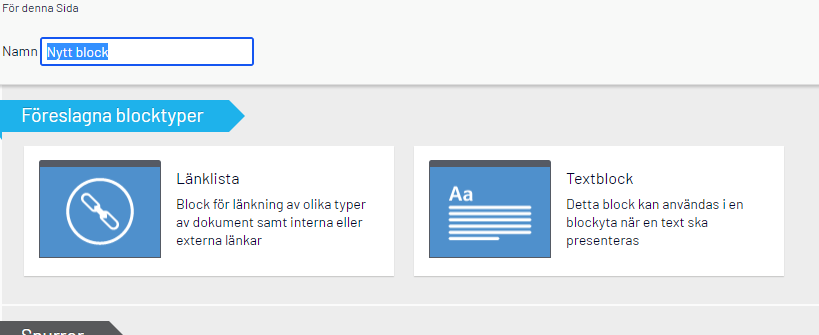 För denna Sida
Namn Nytt block
Föreslagna blocktyper
Länklista
Block för länkning av olika typer
av dokument samt interna eller
externa länkar
Aa
Textblock
Detta block kan användas i en
blockyta när en text ska
presenteras